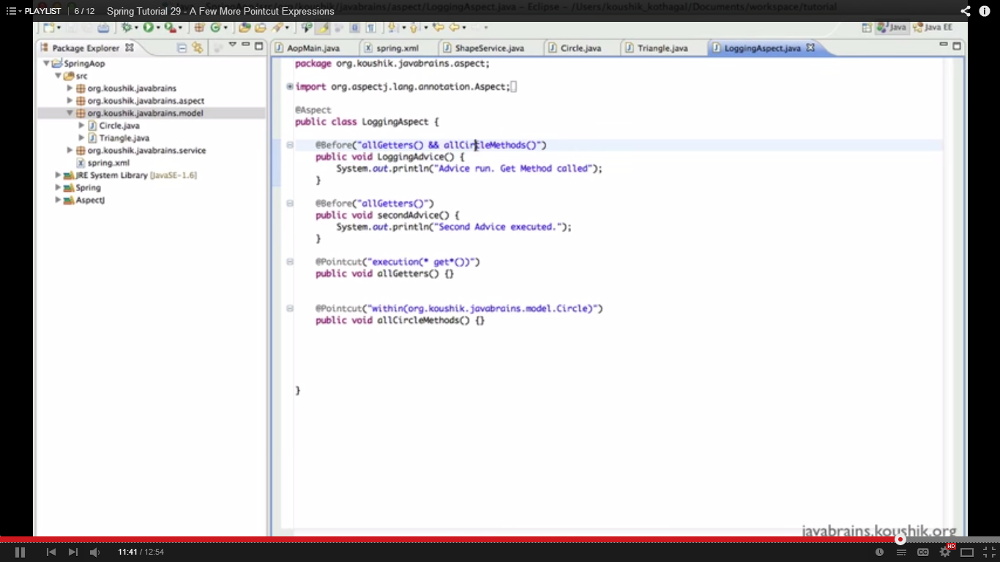 PLAYLIST 6 / 12 Spring Tutorial 29 - A Few More Pointcut Expressions
LoggingAspect.java – Eclipse – /Users/koushik_kothagal/Documents/workspace/tutorial
Java Java EE
Package Explorer
AopMain.java spring.xml ShapeService.java Circle.java Triangle.java LoggingAspect.java
SpringAop
src
org.koushik.javabrains
org.koushik.javabrains.aspect
org.koushik.javabrains.model
Circle.java
Triangle.java
org.koushik.javabrains.service
spring.xml
JRE System Library [JavaSE-1.6]
Spring
AspectJ
package org.koushik.javabrains.aspect;
import org.aspectj.lang.annotation.Aspect;
@Aspect
public class LoggingAspect {
@Before("allGetters() && allCircleMethods()")
public void LoggingAdvice() {
System.out.println("Advice run. Get Method called");
}
@Before("allGetters()")
public void secondAdvice() {
System.out.println("Second Advice executed.");
}
@Pointcut("execution(* get*())")
public void allGetters() {}
@Pointcut("within(org.koushik.javabrains.model.Circle)")
public void allCircleMethods() {}
}
javabrains.koushik.org
11:41 / 12:54
CC HD